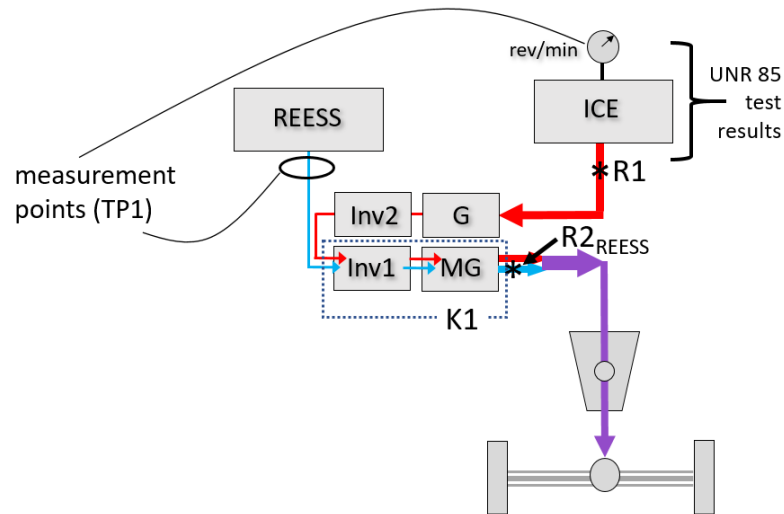 rev/min
UNR 85
test
results
REESS
ICE
measurement
points (TP1)
R1
Inv2
G
R2REESS
Inv1
MG
K1